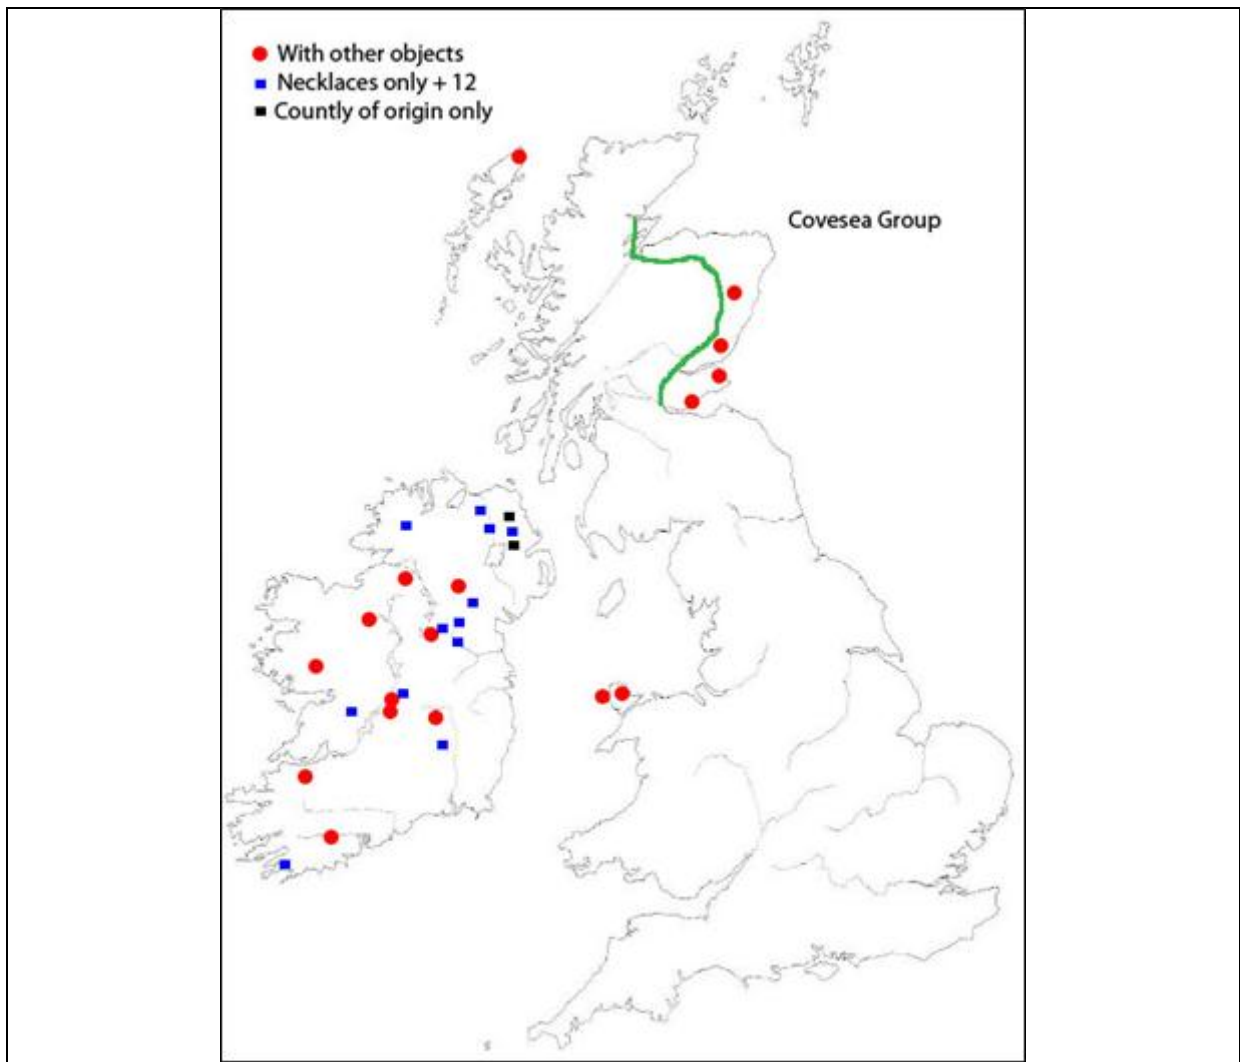 With other objects
Necklaces only + 12
Countly of origin only
Covesea Group